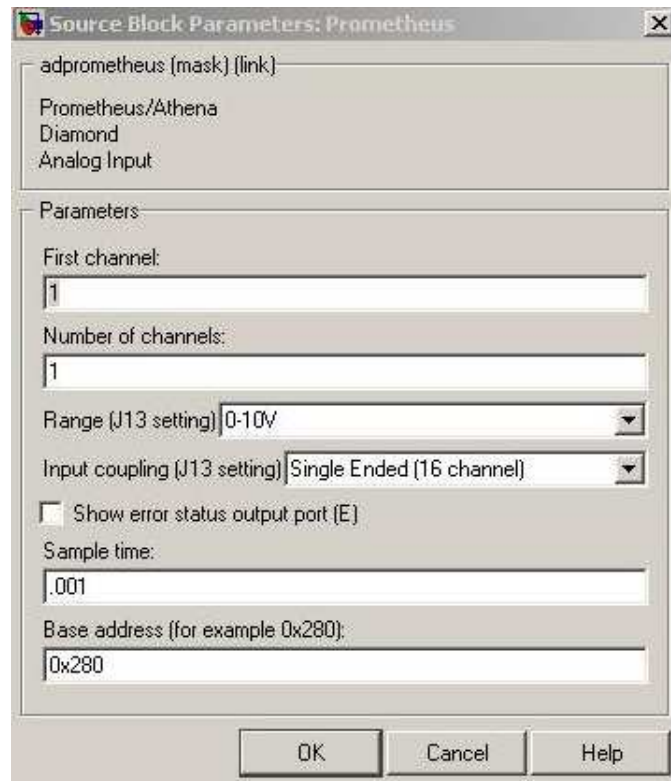 Source Block Parameters: Prometheus
adprometheus (mask) (link)
Prometheus/Athena
Diamond
Analog Input
Parameters
First channel:
1
Number of channels:
1
Range (J13 setting) 0-10V
Input coupling (J13 setting) Single Ended (16 channel)
Show error status output port (E)
Sample time:
.001
Base address (for example 0x280):
0x280
OK Cancel Help